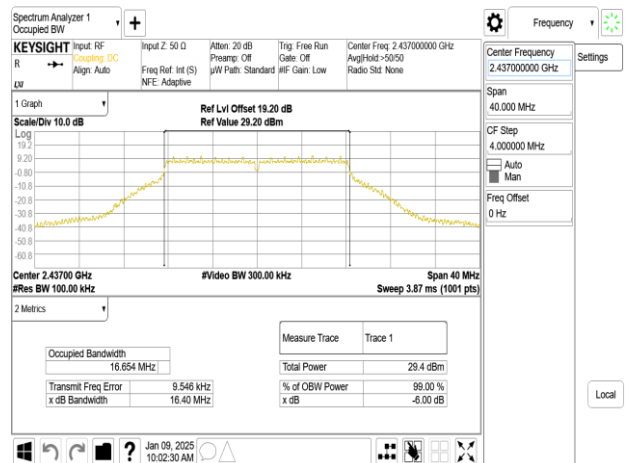 Spectrum Analyzer 1
Occupied BW
Frequency
KEYSIGHT Input: RF Input Z: 50 Ω Atten: 20 dB Trig: Free Run Center Freq: 2.437000000 GHz
R Coupling: DC Preamp: Off Gate: Off Avg|Hold:>50/50
Align: Auto Freq Ref: Int (S) µW Path: Standard #IF Gain: Low Radio Std: None
LXI NFE: Adaptive
Center Frequency
2.437000000 GHz
Settings
Span
40.000 MHz
CF Step
4.000000 MHz
Auto
Man
Freq Offset
0 Hz
1 Graph
Ref Lvl Offset 19.20 dB
Scale/Div 10.0 dB Ref Value 29.20 dBm
Log
19.2
9.20
-0.80
-10.8
-20.8
-30.8
-40.8
-50.8
-60.8
Center 2.43700 GHz #Video BW 300.00 kHz Span 40 MHz
#Res BW 100.00 kHz Sweep 3.87 ms (1001 pts)
2 Metrics
Measure Trace Trace 1
Occupied Bandwidth
16.654 MHz
Total Power 29.4 dBm
Transmit Freq Error 9.546 kHz % of OBW Power 99.00 %
x dB Bandwidth 16.40 MHz x dB -6.00 dB
Local
Jan 09, 2025
10:02:30 AM